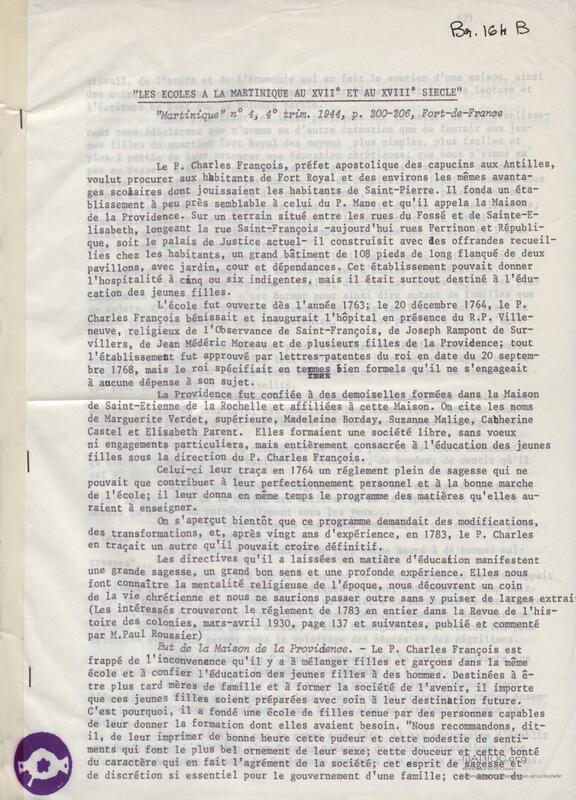 Br. 164 B
"LES ECOLES A LA MARTINIQUE AU XVII° ET AU XVIII° SIECLE"
"Martinique" n° 4, 4° trim. 1944, p. 200-206, Fort-de-France
Le P. Charles François, préfet apostolique des capucins aux Antilles,
voulut procurer aux habitants de Fort Royal et des environs les mêmes avanta-
ges scolaires dont jouissaient les habitants de Saint-Pierre. Il fonda un éta-
blissement à peu près semblable à celui du P. Mane et qu'il appela la Maison
de la Providence. Sur un terrain situé entre les rues du Fossé et de Sainte-E-
lisabeth, longeant la rue Saint-François -aujourd'hui rues Perrinon et Républi-
que, soit le palais de Justice actuel- il construisit avec des offrandes recueil-
lies chez les habitants, un grand bâtiment de 108 pieds de long flanqué de deux
pavillons, avec jardin, cour et dépendances. Cet établissement pouvait donner
l'hospitalité à cinq ou six indigentes, mais il était surtout destiné à l'édu-
cation des jeunes filles.
L'école fut ouverte dès l'année 1763; le 20 décembre 1764, le P.
Charles François bénissait et inaugurait l'hôpital en présence du R.P. Ville-
neuve, religieux de l'Observance de Saint-François, de Joseph Rampont de Sur-
villers, de Jean Médéric Moreau et de plusieurs filles de la Providence; tout
l'établissement fut approuvé par lettres-patentes du roi en date du 20 septem-
bre 1768, mais le roi spécifiait en termes bien formels qu'il ne s'engageait
à aucune dépense à son sujet.
La Providence fut confiée à des demoiselles formées dans la Maison
de Saint-Etienne de la Rochelle et affiliées à cette Maison. On cite les noms
de Marguerite Verdet, supérieure, Madeleine Borday, Suzanne Malige, Catherine
Castel et Elisabeth Parent. Elles formaient une société libre, sans voeux
ni engagements particuliers, mais entièrement consacrée à l'éducation des jeunes
filles sous la direction du P. Charles François.
Celui-ci leur traça en 1764 un réglement plein de sagesse qui ne
pouvait que contribuer à leur perfectionnement personnel et à la bonne marche
de l'école; il leur donna en même temps le programme des matières qu'elles au-
raient à enseigner.
On s'aperçut bientôt que ce programme demandait des modifications,
des transformations, et, après vingt ans d'expérience, en 1783, le P. Charles
en traçait un autre qu'il pouvait croire définitif.
Les directives qu'il a laissées en matière d'éducation manifestent
une grande sagesse, un grand bon sens et une profonde expérience. Elles nous
font connaître la mentalité religieuse de l'époque, nous découvrent un coin
de la vie chrétienne et nous ne saurions passer outre sans y puiser de larges extrai
(Les intéressés trouveront le réglement de 1783 en entier dans la Revue de l'his-
toire des colonies, mars-avril 1930, page 137 et suivantes, publié et commenté
par M.Paul Roussier)
But de la Maison de la Providence. - Le P. Charles François est
frappé de l'inconvenance qu'il y a à mélanger filles et garçons dans la même
école et à confier l'éducation des jeunes filles à des hommes. Destinées à ê-
tre plus tard mères de famille et à former la société de l'avenir, il importe
que ces jeunes filles soient préparées avec soin à leur destination future.
C'est pourquoi, il a fondé une école de filles tenue par des personnes capables
de leur donner la formation dont elles avaient besoin. "Nous recommandons, dit-
il, de leur imprimer de bonne heure cette pudeur et cette modestie de senti-
ments qui font le plus bel ornement de leur sexe; cette douceur et cette bonté
du caractère qui en fait l'agrément de la société; cet esprit de sagesse et
de discrétion si essentiel pour le gouvernement d'une famille; cet amour du